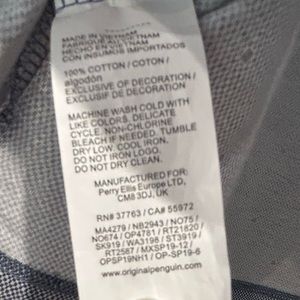 MADE IN VIETNAM
FABRIQUÉ AU VIETNAM
HECHO EN VIETNAM
CON INSUMOS IMPORTADOS
100% COTTON / COTON /
algodón
EXCLUSIVE OF DECORATION /
EXCLUSIF DE DECORATION /
MACHINE WASH COLD WITH
LIKE COLORS. DELICATE
CYCLE. NON-CHLORINE
BLEACH IF NEEDED. TUMBLE
DRY LOW. COOL IRON.
DO NOT IRON LOGO.
DO NOT DRY CLEAN.
MANUFACTURED FOR:
Perry Ellis Europe LTD,
CM8 3DJ, UK
RN# 37763 / CA# 55972
MA4279 / NB2943 / NO75 /
NO674 / OP4781 / RT21820 /
SK919 / WA3198 / ST3919 /
RT2587 / MXSP19-12 /
OPSP19NH1 / OP-SP19-6
www.originalpenguin.com